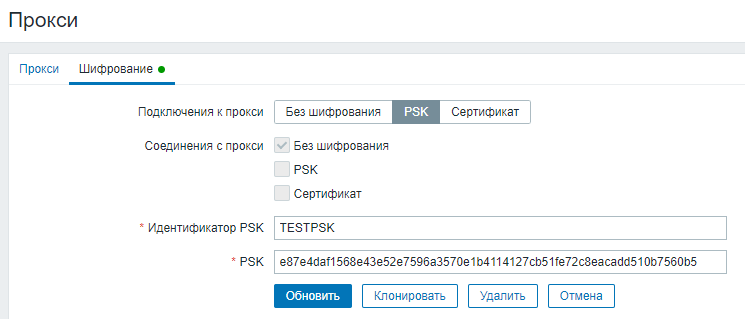 Прокси
Прокси Шифрование
Подключения к прокси Без шифрования PSK Сертификат
Соединения с прокси Без шифрования
PSK
Сертификат
* Идентификатор PSK TESTPSK
* PSK e87e4daf1568e43e52e7596a3570e1b4114127cb51fe72c8eacadd510b7560b5
Обновить Клонировать Удалить Отмена